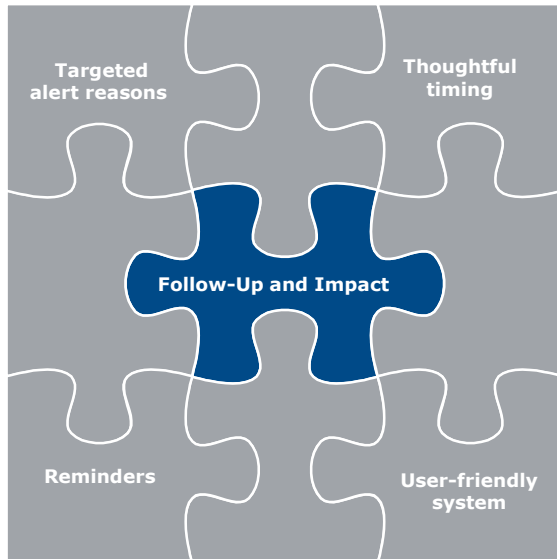 Targeted
alert reasons
Thoughtful
timing
Follow-Up and Impact
Reminders
User-friendly
system